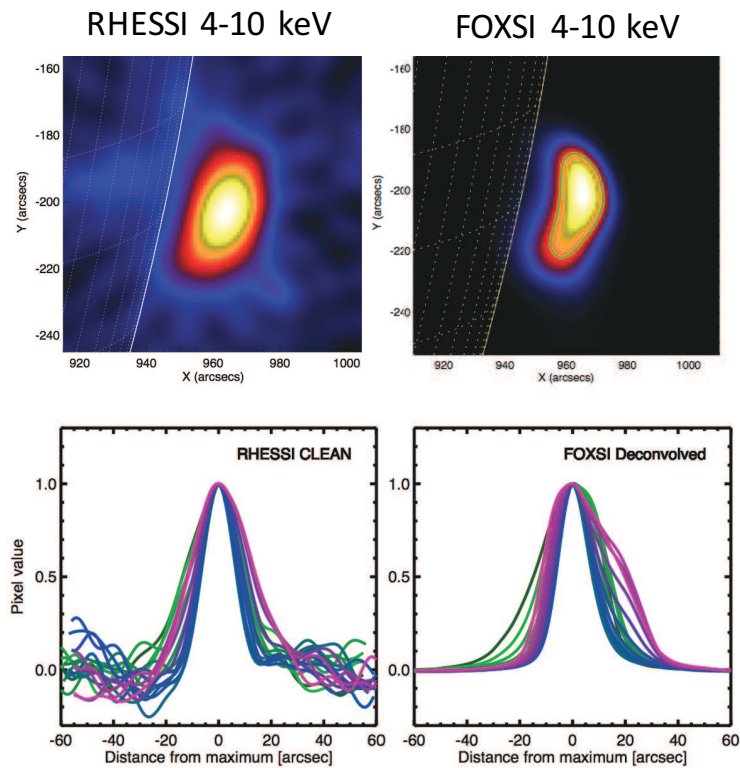 RHESSI 4-10 keV
FOXSI 4-10 keV
-160
-180
-200
-220
-240
Y (arcsecs)
920 940 960 980 1000
X (arcsecs)
-160
-180
-200
-220
-240
Y (arcsecs)
920 940 960 980 1000
X (arcsecs)
RHESSI CLEAN
1.0
0.5
0.0
Pixel value
-60 -40 -20 0 20 40 60
Distance from maximum [arcsec]
FOXSI Deconvolved
1.0
0.5
0.0
-60 -40 -20 0 20 40 60
Distance from maximum [arcsec]